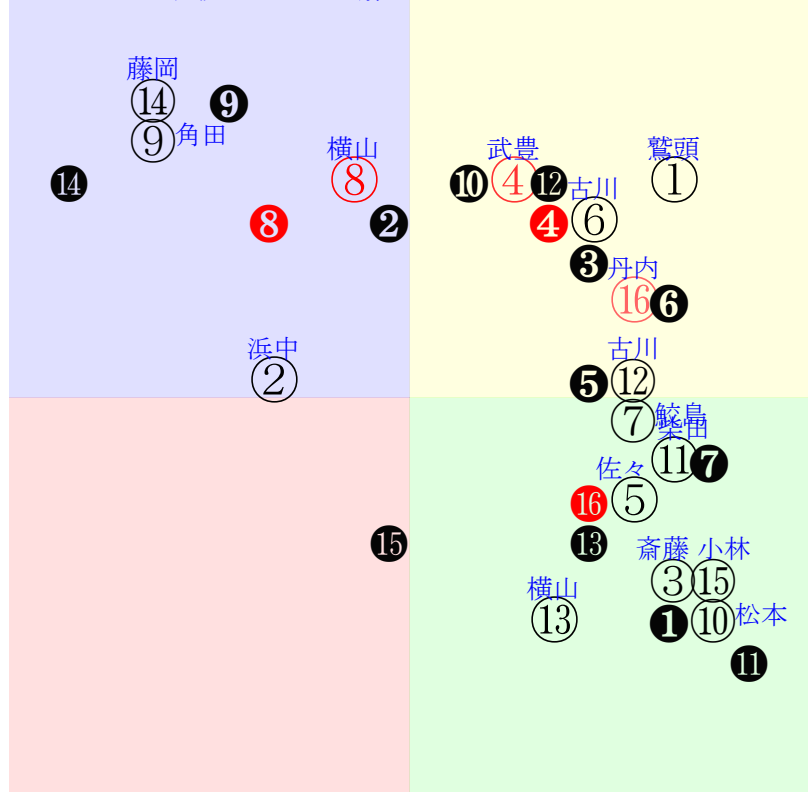 藤岡
⑭ ❾
⑨ 角田
横山 武豊 鷲頭
⓮ ⑧ ❿ ④ ⓬ 古川 ①
❽ ❷ ❹ ⑥
❸ 丹内
⑯ ❻
浜中 古川
② ❺ ⑫
⑦ 鮫島
柴田
佐々 ⑪ ❼
⓰ ⑤
⓯ ⓭ 斎藤 小林
横山 ③ ⑮
⑬ ❶ ⑩ 松本
⓫